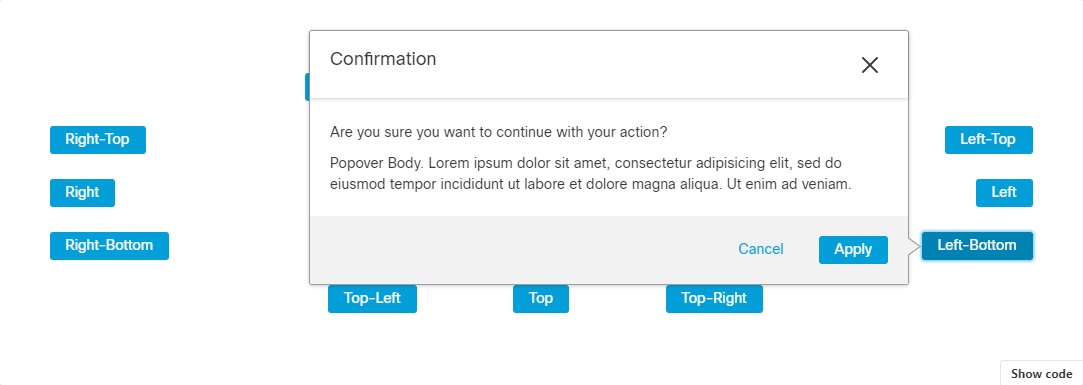 Confirmation
Are you sure you want to continue with your action?
Popover Body. Lorem ipsum dolor sit amet, consectetur adipisicing elit, sed do
eiusmod tempor incididunt ut labore et dolore magna aliqua. Ut enim ad veniam.
Cancel
Apply
Right-Top
Right
Right-Bottom
Left-Top
Left
Left-Bottom
Top-Left
Top
Top-Right
Show code